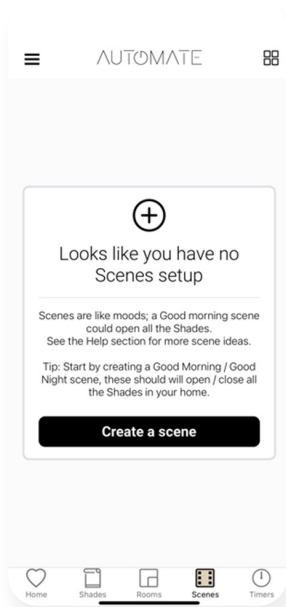 AUTOMATE
Looks like you have no
Scenes setup
Scenes are like moods; a Good morning scene
could open all the Shades.
See the Help section for more scene ideas.
Tip: Start by creating a Good Morning / Good
Night scene, these should will open / close all
the Shades in your home.
Create a scene
Home Shades Rooms Scenes Timers